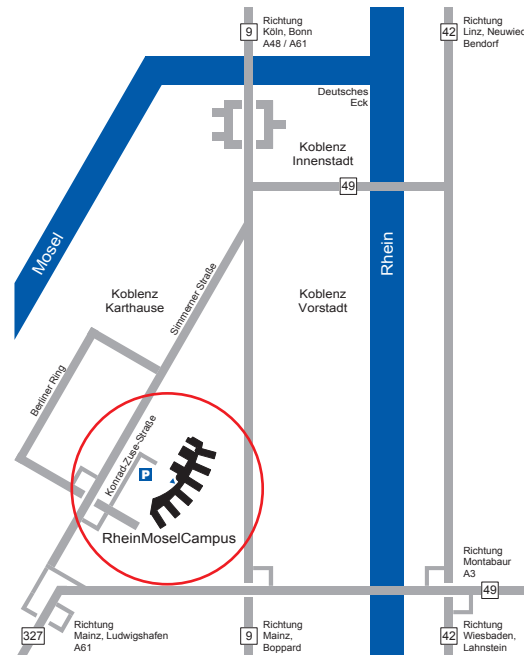 9
Richtung
Köln, Bonn
A48 / A61
42
Richtung
Linz, Neuwied
Bendorf
Deutsches
Eck
Koblenz
Innenstadt
49
Mosel
Rhein
Simmerner Straße
Koblenz
Karthause
Koblenz
Vorstadt
Berliner Ring
Konrad-Zuse-Straße
P
RheinMoselCampus
Richtung
Montabaur
A3
49
327
Richtung
Mainz, Ludwigshafen
A61
9
Richtung
Mainz,
Boppard
42
Richtung
Wiesbaden,
Lahnstein